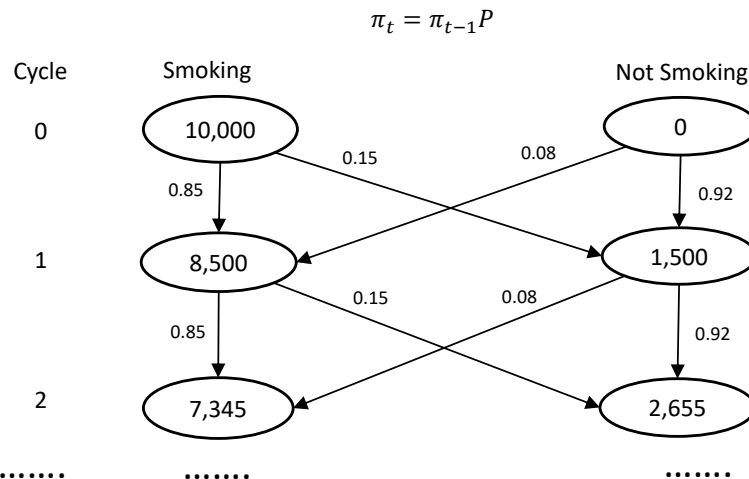 π_t = π_{t−1}P
Cycle Smoking Not Smoking
0 10,000 0
0.15 0.08
0.85 0.92
1 8,500 1,500
0.15 0.08
0.85 0.92
2 7,345 2,655
....... ....... .......